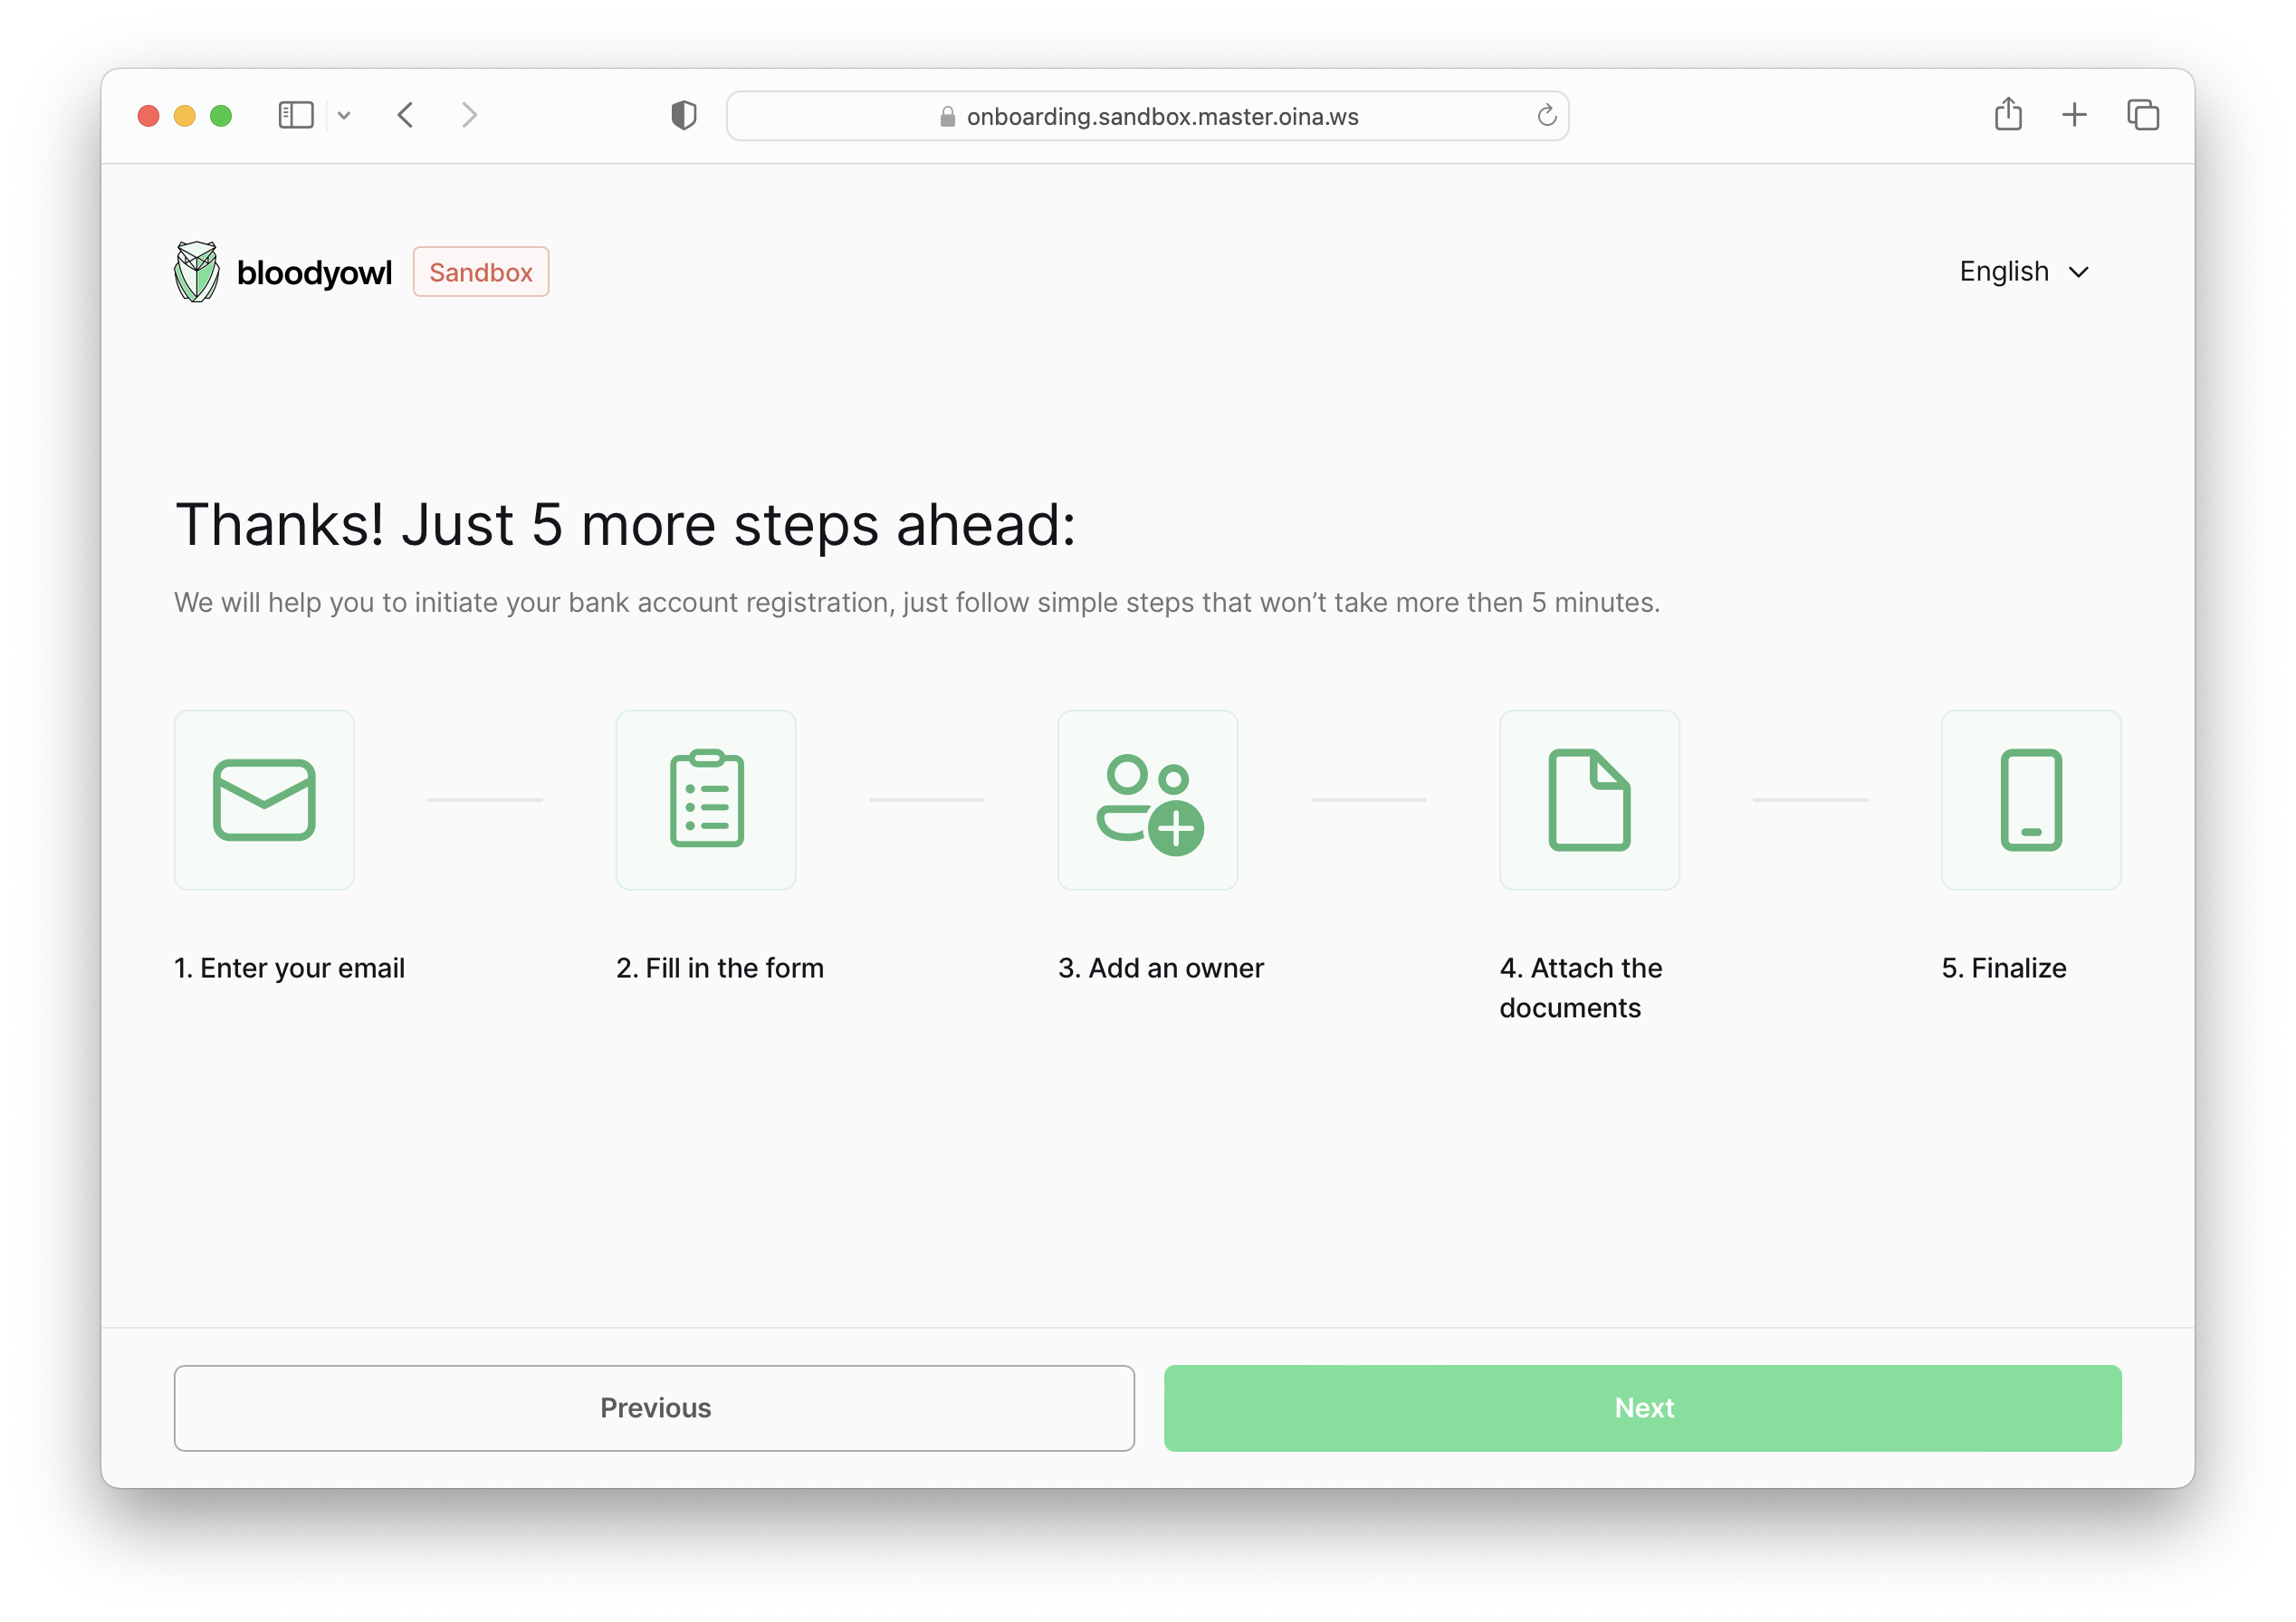 onboarding.sandbox.master.oina.ws
bloodyowl
Sandbox
English
Thanks! Just 5 more steps ahead:
We will help you to initiate your bank account registration, just follow simple steps that won’t take more then 5 minutes.
1. Enter your email
2. Fill in the form
3. Add an owner
4. Attach the
documents
5. Finalize
Previous
Next